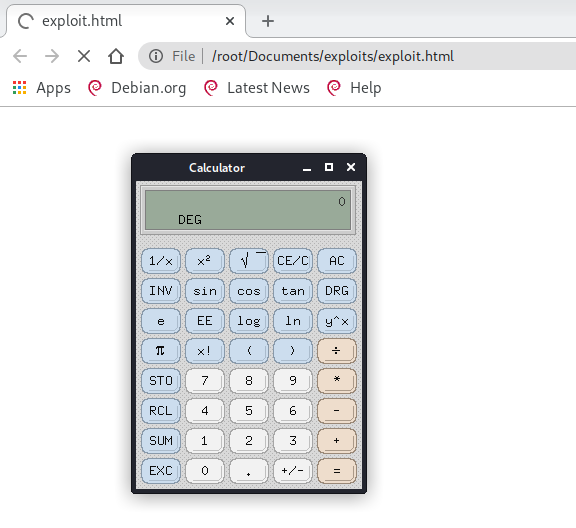 exploit.html
File /root/Documents/exploits/exploit.html
Apps Debian.org Latest News Help
Calculator
0
DEG
1/x x² √‾ CE/C AC
INV sin cos tan DRG
e EE log ln y^x
π x! ( ) ÷
STO 7 8 9 *
RCL 4 5 6 -
SUM 1 2 3 +
EXC 0 . +/- =